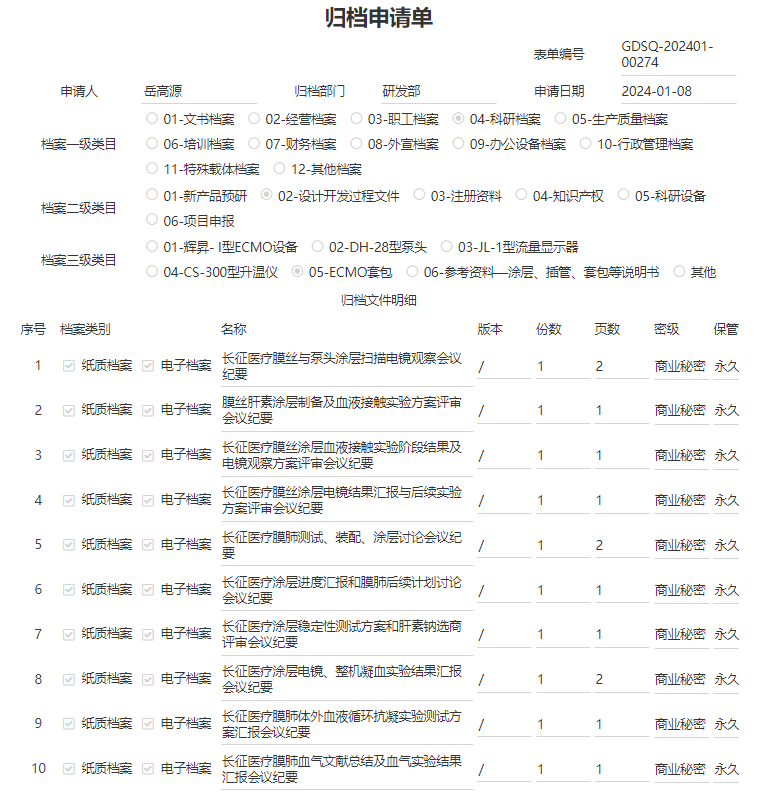 归档申请单
表单编号 GDSQ-202401-
00274
申请人 岳高源 归档部门 研发部 申请日期 2024-01-08
01-文书档案 02-经营档案 03-职工档案 04-科研档案 05-生产质量档案
档案一级类目 06-培训档案 07-财务档案 08-外宣档案 09-办公设备档案 10-行政管理档案
11-特殊载体档案 12-其他档案
01-新产品预研 02-设计开发过程文件 03-注册资料 04-知识产权 05-科研设备
档案二级类目
06-项目申报
01-辉昇- I型ECMO设备 02-DH-28型泵头 03-JL-1型流量显示器
档案三级类目
04-CS-300型升温仪 05-ECMO套包 06-参考资料—涂层、插管、套包等说明书 其他
归档文件明细
序号 档案类别 名称 版本 份数 页数 密级 保管
1 纸质档案 电子档案 长征医疗膜丝与泵头涂层扫描电镜观察会议 / 1 2 商业秘密 永久
纪要
2 纸质档案 电子档案 膜丝肝素涂层制备及血液接触实验方案评审 / 1 1 商业秘密 永久
会议纪要
3 纸质档案 电子档案 长征医疗膜丝涂层血液接触实验阶段结果及 / 1 1 商业秘密 永久
电镜观察方案评审会议纪要
4 纸质档案 电子档案 长征医疗膜丝涂层电镜结果汇报与后续实验 / 1 1 商业秘密 永久
方案评审会议纪要
5 纸质档案 电子档案 长征医疗膜肺测试、装配、涂层讨论会议纪 / 1 2 商业秘密 永久
要
6 纸质档案 电子档案 长征医疗涂层进度汇报和膜肺后续计划讨论 / 1 1 商业秘密 永久
会议纪要
7 纸质档案 电子档案 长征医疗涂层稳定性测试方案和肝素钠选商 / 1 1 商业秘密 永久
评审会议纪要
8 纸质档案 电子档案 长征医疗涂层电镜、整机凝血实验结果汇报 / 1 2 商业秘密 永久
会议纪要
9 纸质档案 电子档案 长征医疗膜肺体外血液循环抗凝实验测试方 / 1 1 商业秘密 永久
案汇报会议纪要
10 纸质档案 电子档案 长征医疗膜肺血气文献总结及血气实验结果 / 1 1 商业秘密 永久
汇报会议纪要